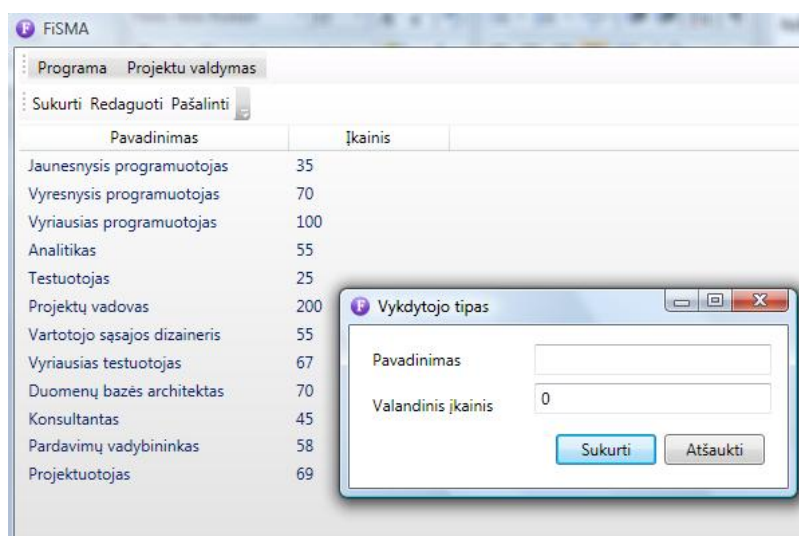 FiSMA
Programa Projektu valdymas
Sukurti Redaguoti Pašalinti
Pavadinimas Įkainis
Jaunesnysis programuotojas 35
Vyresnysis programuotojas 70
Vyriausias programuotojas 100
Analitikas 55
Testuotojas 25
Projektų vadovas 200
Vartotojo sąsajos dizaineris 55
Vyriausias testuotojas 67
Duomenų bazės architektas 70
Konsultantas 45
Pardavimų vadybininkas 58
Projektuotojas 69
Vykdytojo tipas
Pavadinimas
Valandinis įkainis 0
Sukurti Atšaukti